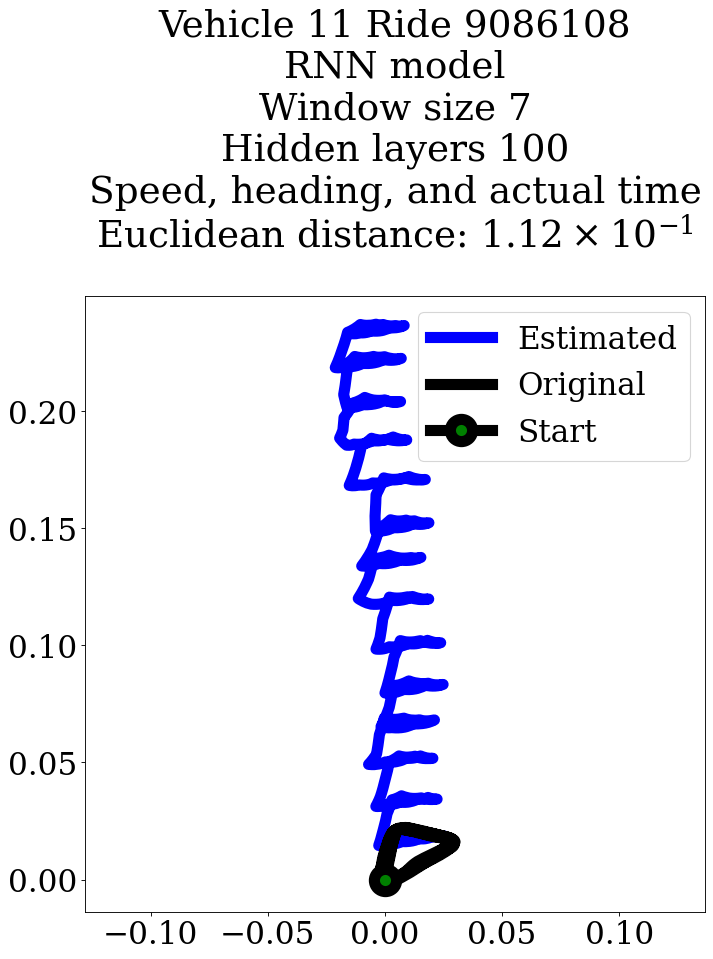 Vehicle 11 Ride 9086108
RNN model
Window size 7
Hidden layers 100
Speed, heading, and actual time
Euclidean distance: 1.12 × 10⁻¹
Estimated
Original
Start
0.20
0.15
0.10
0.05
0.00
−0.10 −0.05 0.00 0.05 0.10